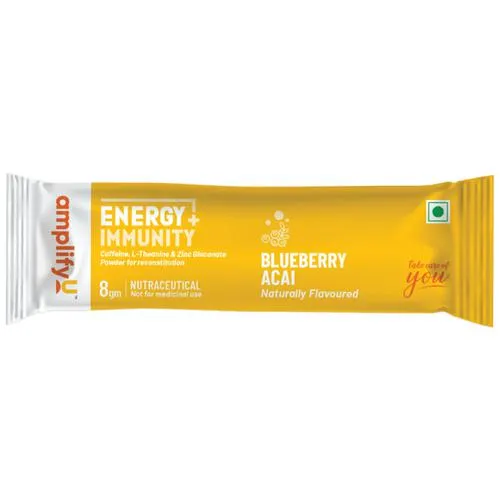 amplifyU™
ENERGY+
IMMUNITY
Caffeine, L-Theanine & Zinc Gluconate
Powder for reconstitution
8gm
NUTRACEUTICAL
Not for medicinal use
BLUEBERRY
ACAI
Naturally Flavoured
Take care of
you